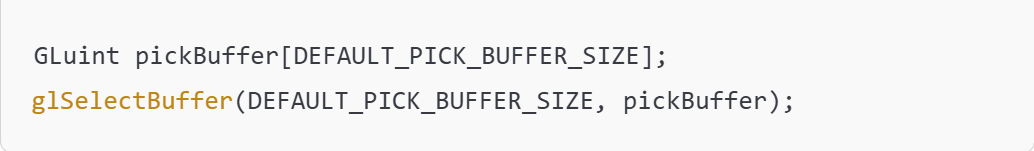 GLuint pickBuffer[DEFAULT_PICK_BUFFER_SIZE];
glSelectBuffer(DEFAULT_PICK_BUFFER_SIZE, pickBuffer);